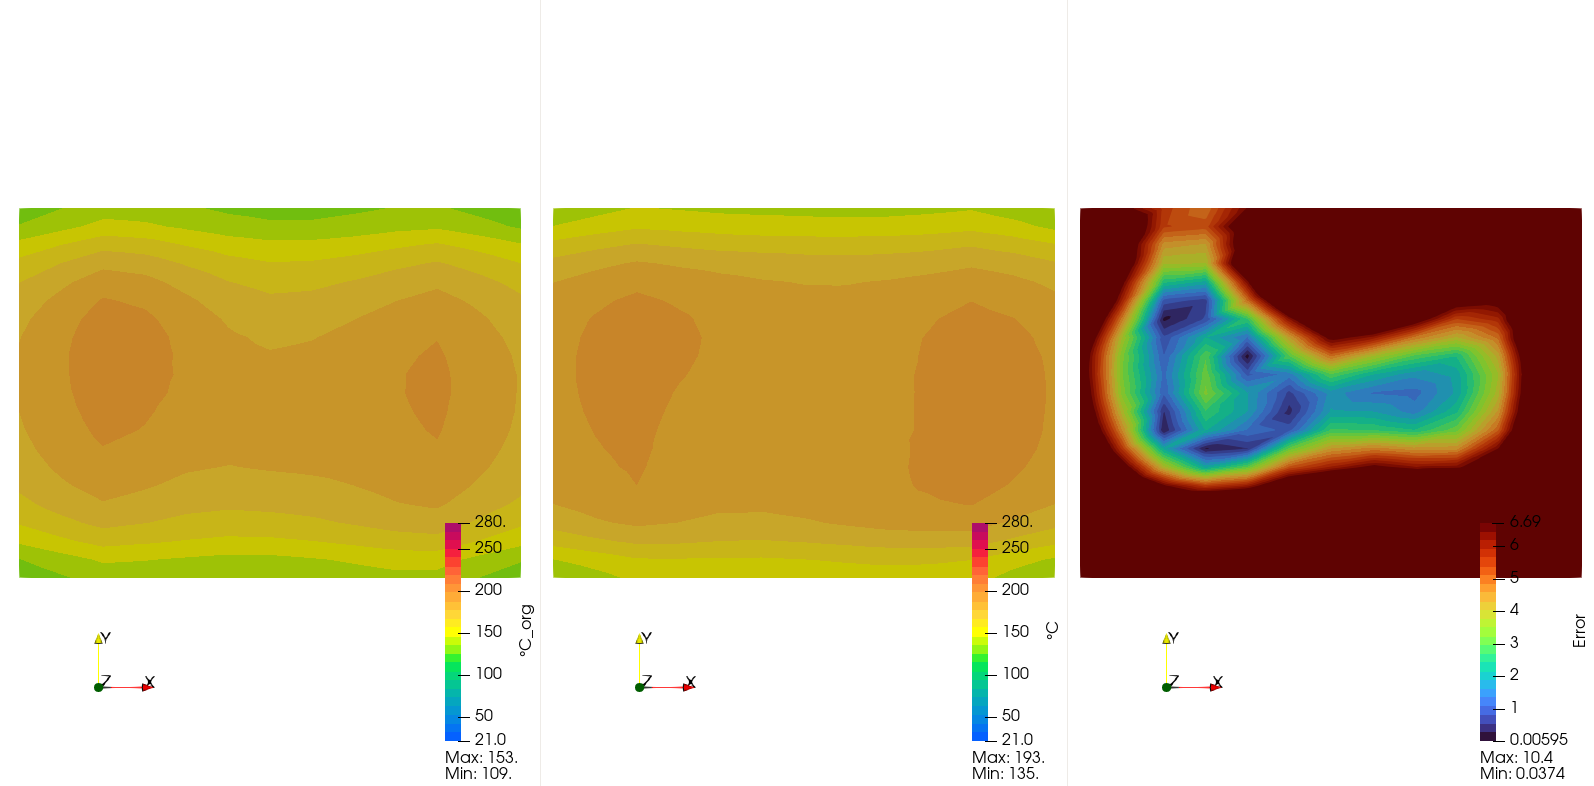 280.
250
200
150
100
50
21.0
°C_org
Max: 153.
Min: 109.
Y
Z
X
280.
250
200
150
100
50
21.0
°C
Max: 193.
Min: 135.
Y
Z
X
6.69
6
5
4
3
2
1
0.00595
Error
Max: 10.4
Min: 0.0374
Y
Z
X